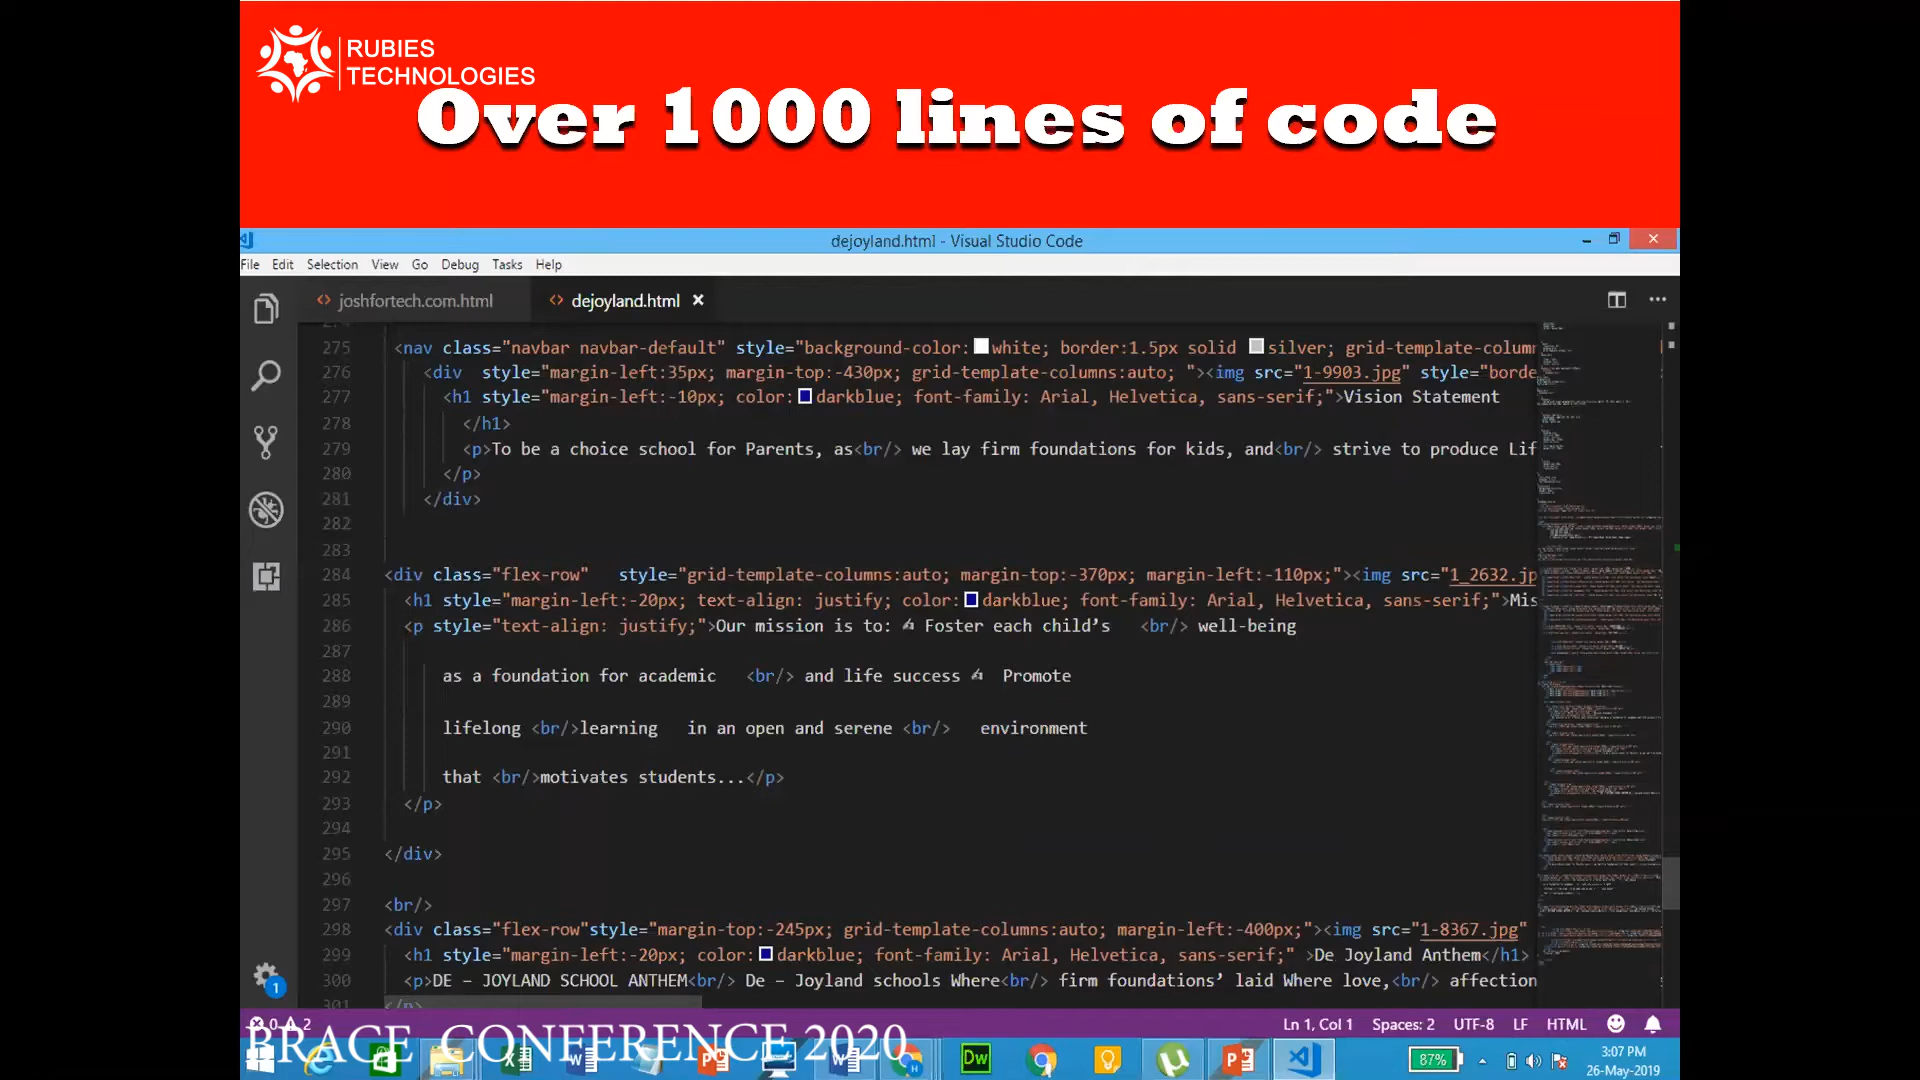 RUBIES
TECHNOLOGIES
Over 1000 lines of code
dejoyland.html - Visual Studio Code
File Edit Selection View Go Debug Tasks Help
joshfortech.com.html dejoyland.html
275 <nav class="navbar navbar-default" style="background-color: white; border:1.5px solid silver; grid-template-column
276 <div style="margin-left:35px; margin-top:-430px; grid-template-columns:auto; "><img src="1-9903.jpg" style="borde
277 <h1 style="margin-left:-10px; color: darkblue; font-family: Arial, Helvetica, sans-serif;">Vision Statement
278 </h1>
279 <p>To be a choice school for Parents, as<br/> we lay firm foundations for kids, and<br/> strive to produce Lif
280 </p>
281 </div>
282
283
284 <div class="flex-row" style="grid-template-columns:auto; margin-top:-370px; margin-left:-110px;"><img src="1_2632.jp
285 <h1 style="margin-left:-20px; text-align: justify; color: darkblue; font-family: Arial, Helvetica, sans-serif;">Mis
286 <p style="text-align: justify;">Our mission is to: ✍ Foster each child’s <br/> well-being
287
288 as a foundation for academic <br/> and life success ✍ Promote
289
290 lifelong <br/>learning in an open and serene <br/> environment
291
292 that <br/>motivates students...</p>
293 </p>
294
295 </div>
296
297 <br/>
298 <div class="flex-row"style="margin-top:-245px; grid-template-columns:auto; margin-left:-400px;"><img src="1-8367.jpg"
299 <h1 style="margin-left:-20px; color: darkblue; font-family: Arial, Helvetica, sans-serif;" >De Joyland Anthem</h1>
300 <p>DE – JOYLAND SCHOOL ANTHEM<br/> De – Joyland schools Where<br/> firm foundations’ laid Where love,<br/> affection
301 </p>
1
0 2 Ln 1, Col 1 Spaces: 2 UTF-8 LF HTML
BRACE CONFERENCE 2020
Dw
87%
3:07 PM
26-May-2019